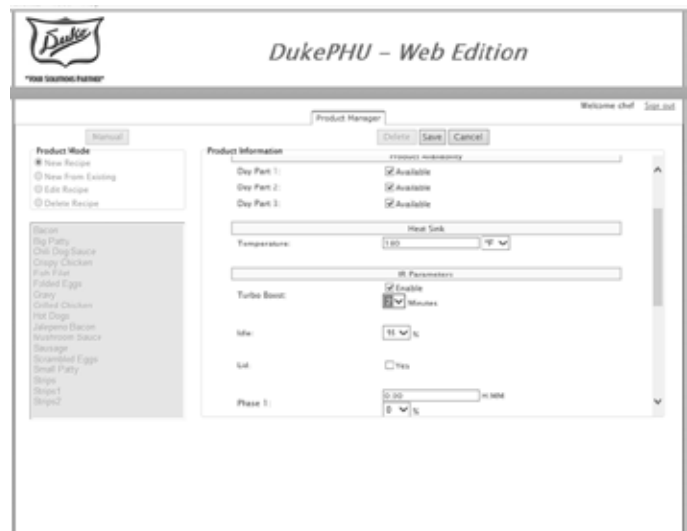 Duke
"YOUR SOLUTIONS PARTNER"
DukePHU – Web Edition
Welcome chef Sign out
Product Manager
Manual
Delete Save Cancel
Product Mode
New Recipe
New From Existing
Edit Recipe
Delete Recipe
Bacon
Big Patty
Chili Dog Sauce
Crispy Chicken
Fish Filet
Folded Eggs
Gravy
Grilled Chicken
Hot Dogs
Jalapeno Bacon
Mushroom Sauce
Sausage
Scrambled Eggs
Small Patty
Strips
Strips1
Strips2
Product Information
Product Availability
Day Part 1: Available
Day Part 2: Available
Day Part 3: Available
Heat Sink
Temperature: 180 °F
IR Parameters
Turbo Boost: Enable
Minutes
Idle: %
Lid: Yes
Phase 1: 0:00 H:MM
0 %